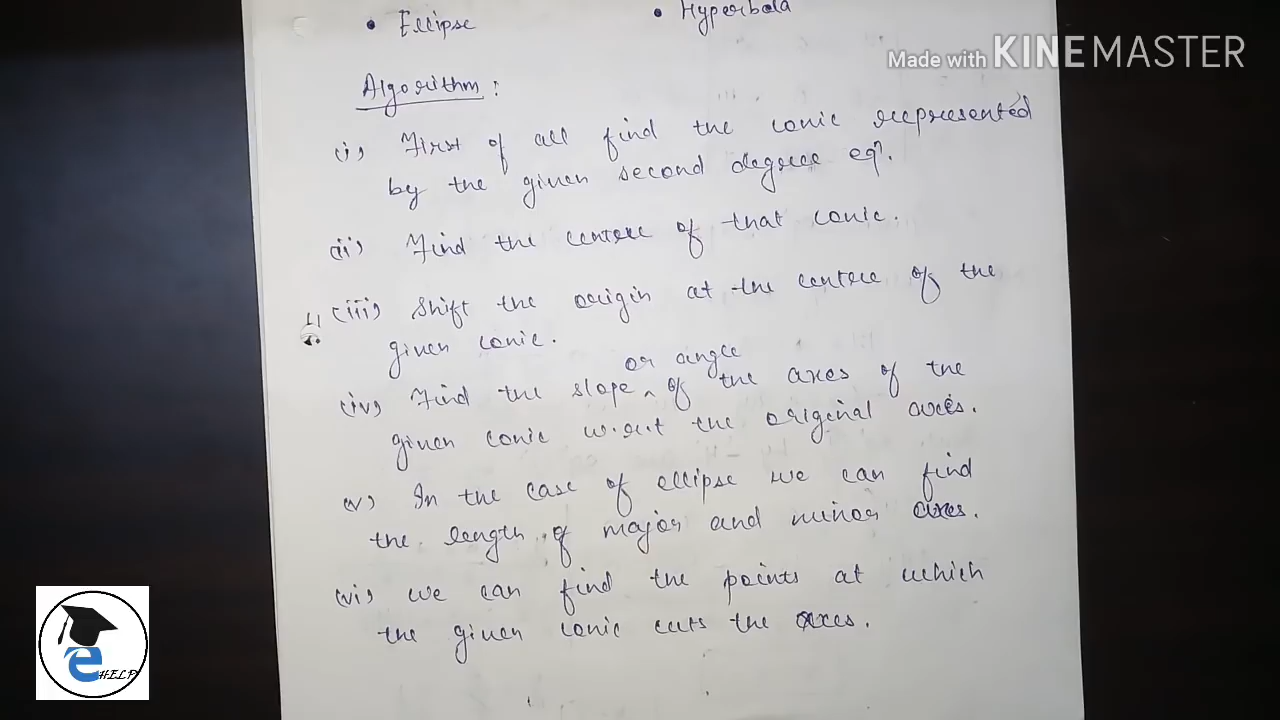 • Ellipse • Hyperbola
Made with KINEMASTER
Algorithm :
(i) First of all find the conic represented
by the given second degree eqn.
(ii) Find the centre of that conic.
(iii) Shift the origin at the centre of the
given conic.
or angle
(iv) Find the slope ^ of the axes of the
given conic w.r.t the original axes.
(v) In the case of ellipse we can find
the length of major and minor axes.
(vi) we can find the points at which
the given conic cuts the axes.
e HELP